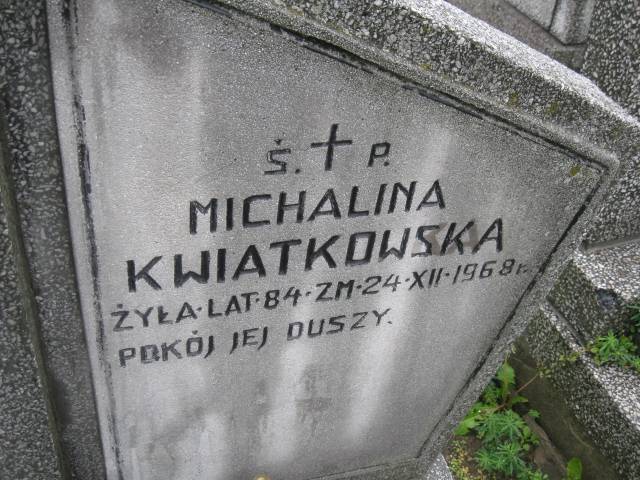 Ś. † P.
MICHALINA
KWIATKOWSKA
ŻYŁA·LAT·84·ZM·24·XII·1968 r.
POKÓJ JEJ DUSZY.